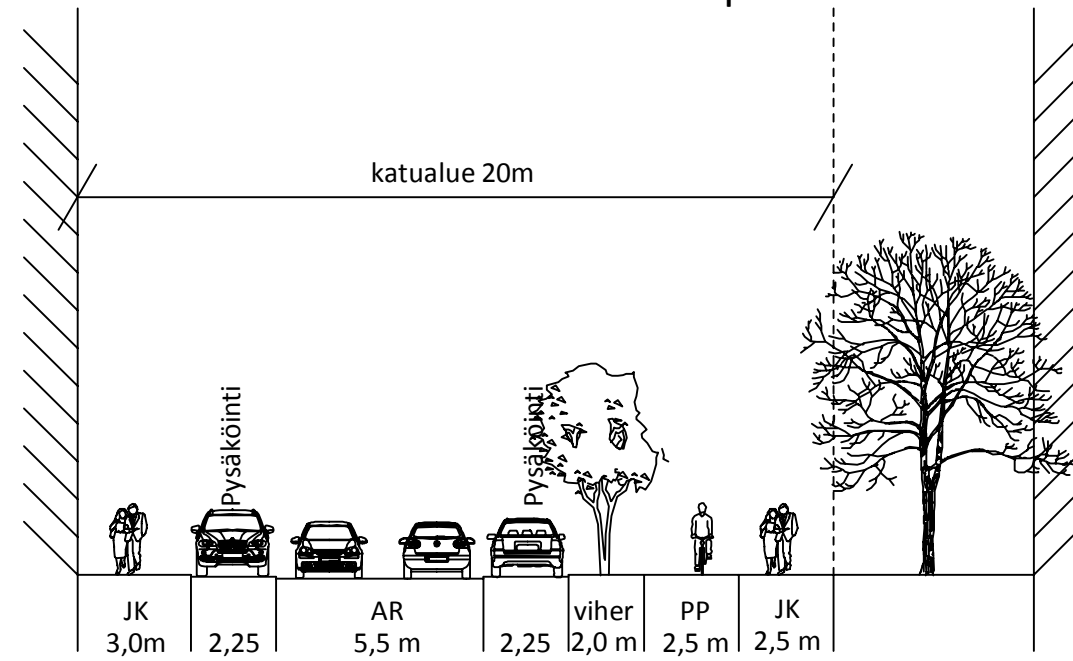 katualue 20m
Pysäköinti
Pysäköinti
JK
3,0m
2,25
AR
5,5 m
2,25
viher
2,0 m
PP
2,5 m
JK
2,5 m